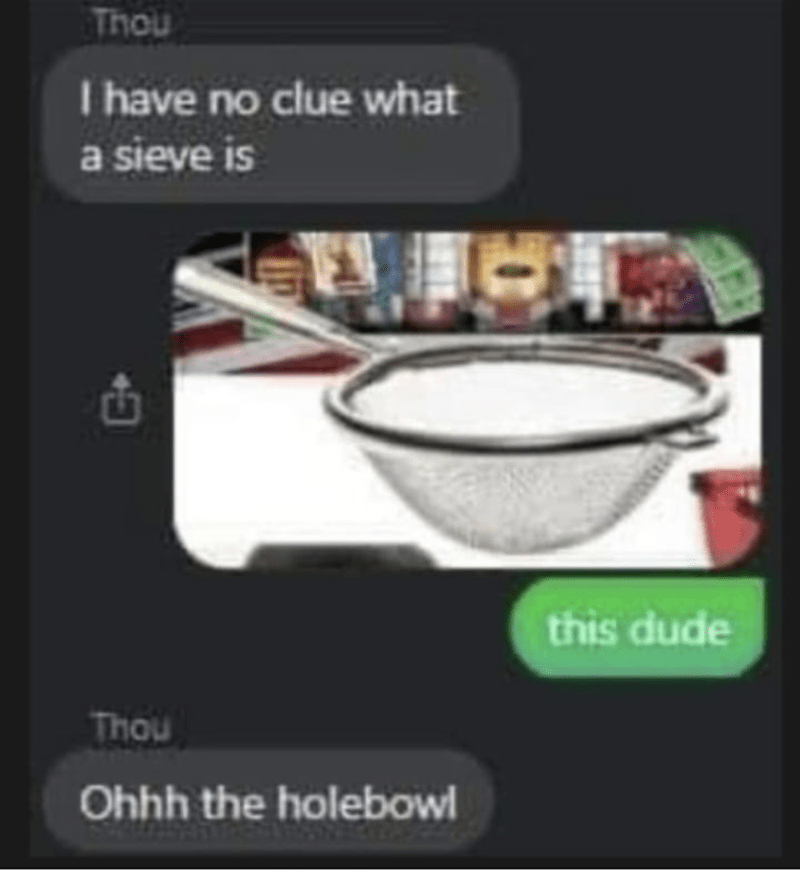 Thou
I have no clue what
a sieve is
this dude
Thou
Ohhh the holebowl